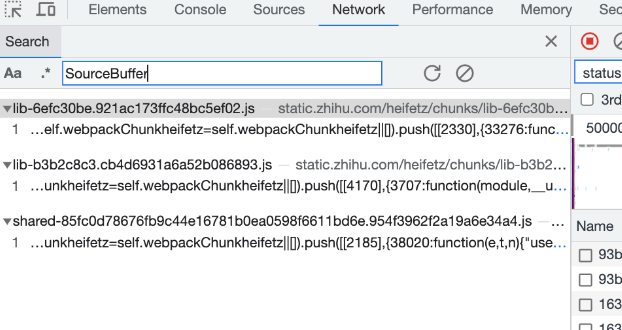 Elements Console Sources Network Performance Memory Sec
Search
Aa .* SourceBuffer
lib-6efc30be.921ac173ffc48bc5ef02.js — static.zhihu.com/heifetz/chunks/lib-6efc30b…
1 …elf.webpackChunkheifetz=self.webpackChunkheifetz||[]).push([[2330],{33276:func…
lib-b3b2c8c3.cb4d6931a6a52b086893.js — static.zhihu.com/heifetz/chunks/lib-b3b2…
1 …unkheifetz=self.webpackChunkheifetz||[]).push([[4170],{3707:function(module,__u…
shared-85fc0d78676fb9c44e16781b0ea0598f6611bd6e.954f3962f2a19a6e34a4.js — …
1 …unkheifetz=self.webpackChunkheifetz||[]).push([[2185],{38020:function(e,t,n){"use…
status
3rd
50000
Name
93b
93b
163
163